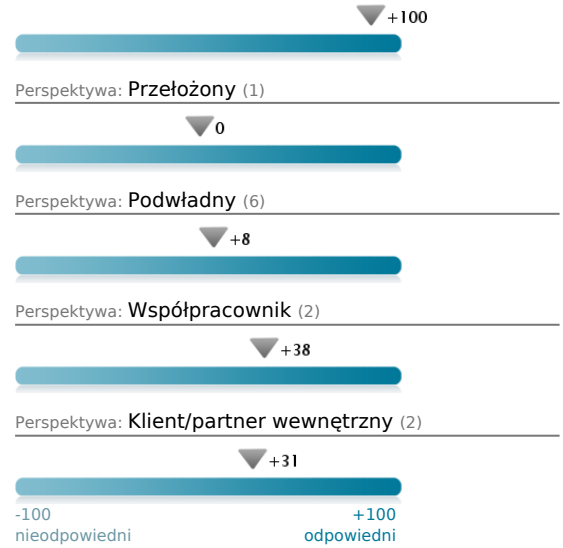 +100
Perspektywa: Przełożony (1)
0
Perspektywa: Podwładny (6)
+8
Perspektywa: Współpracownik (2)
+38
Perspektywa: Klient/partner wewnętrzny (2)
+31
-100 +100
nieodpowiedni odpowiedni